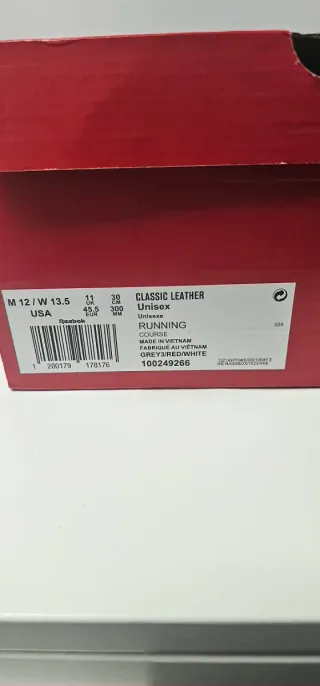 M 12 / W 13.5 11 UK 30 CM CLASSIC LEATHER
USA 45.5 EUR 300 MM Unisex
Reebok Unisexe
RUNNING
COURSE
MADE IN VIETNAM
FABRIQUÉ AU VIÊTNAM
GREY3/RED/WHITE
1 200179 178176 100249266